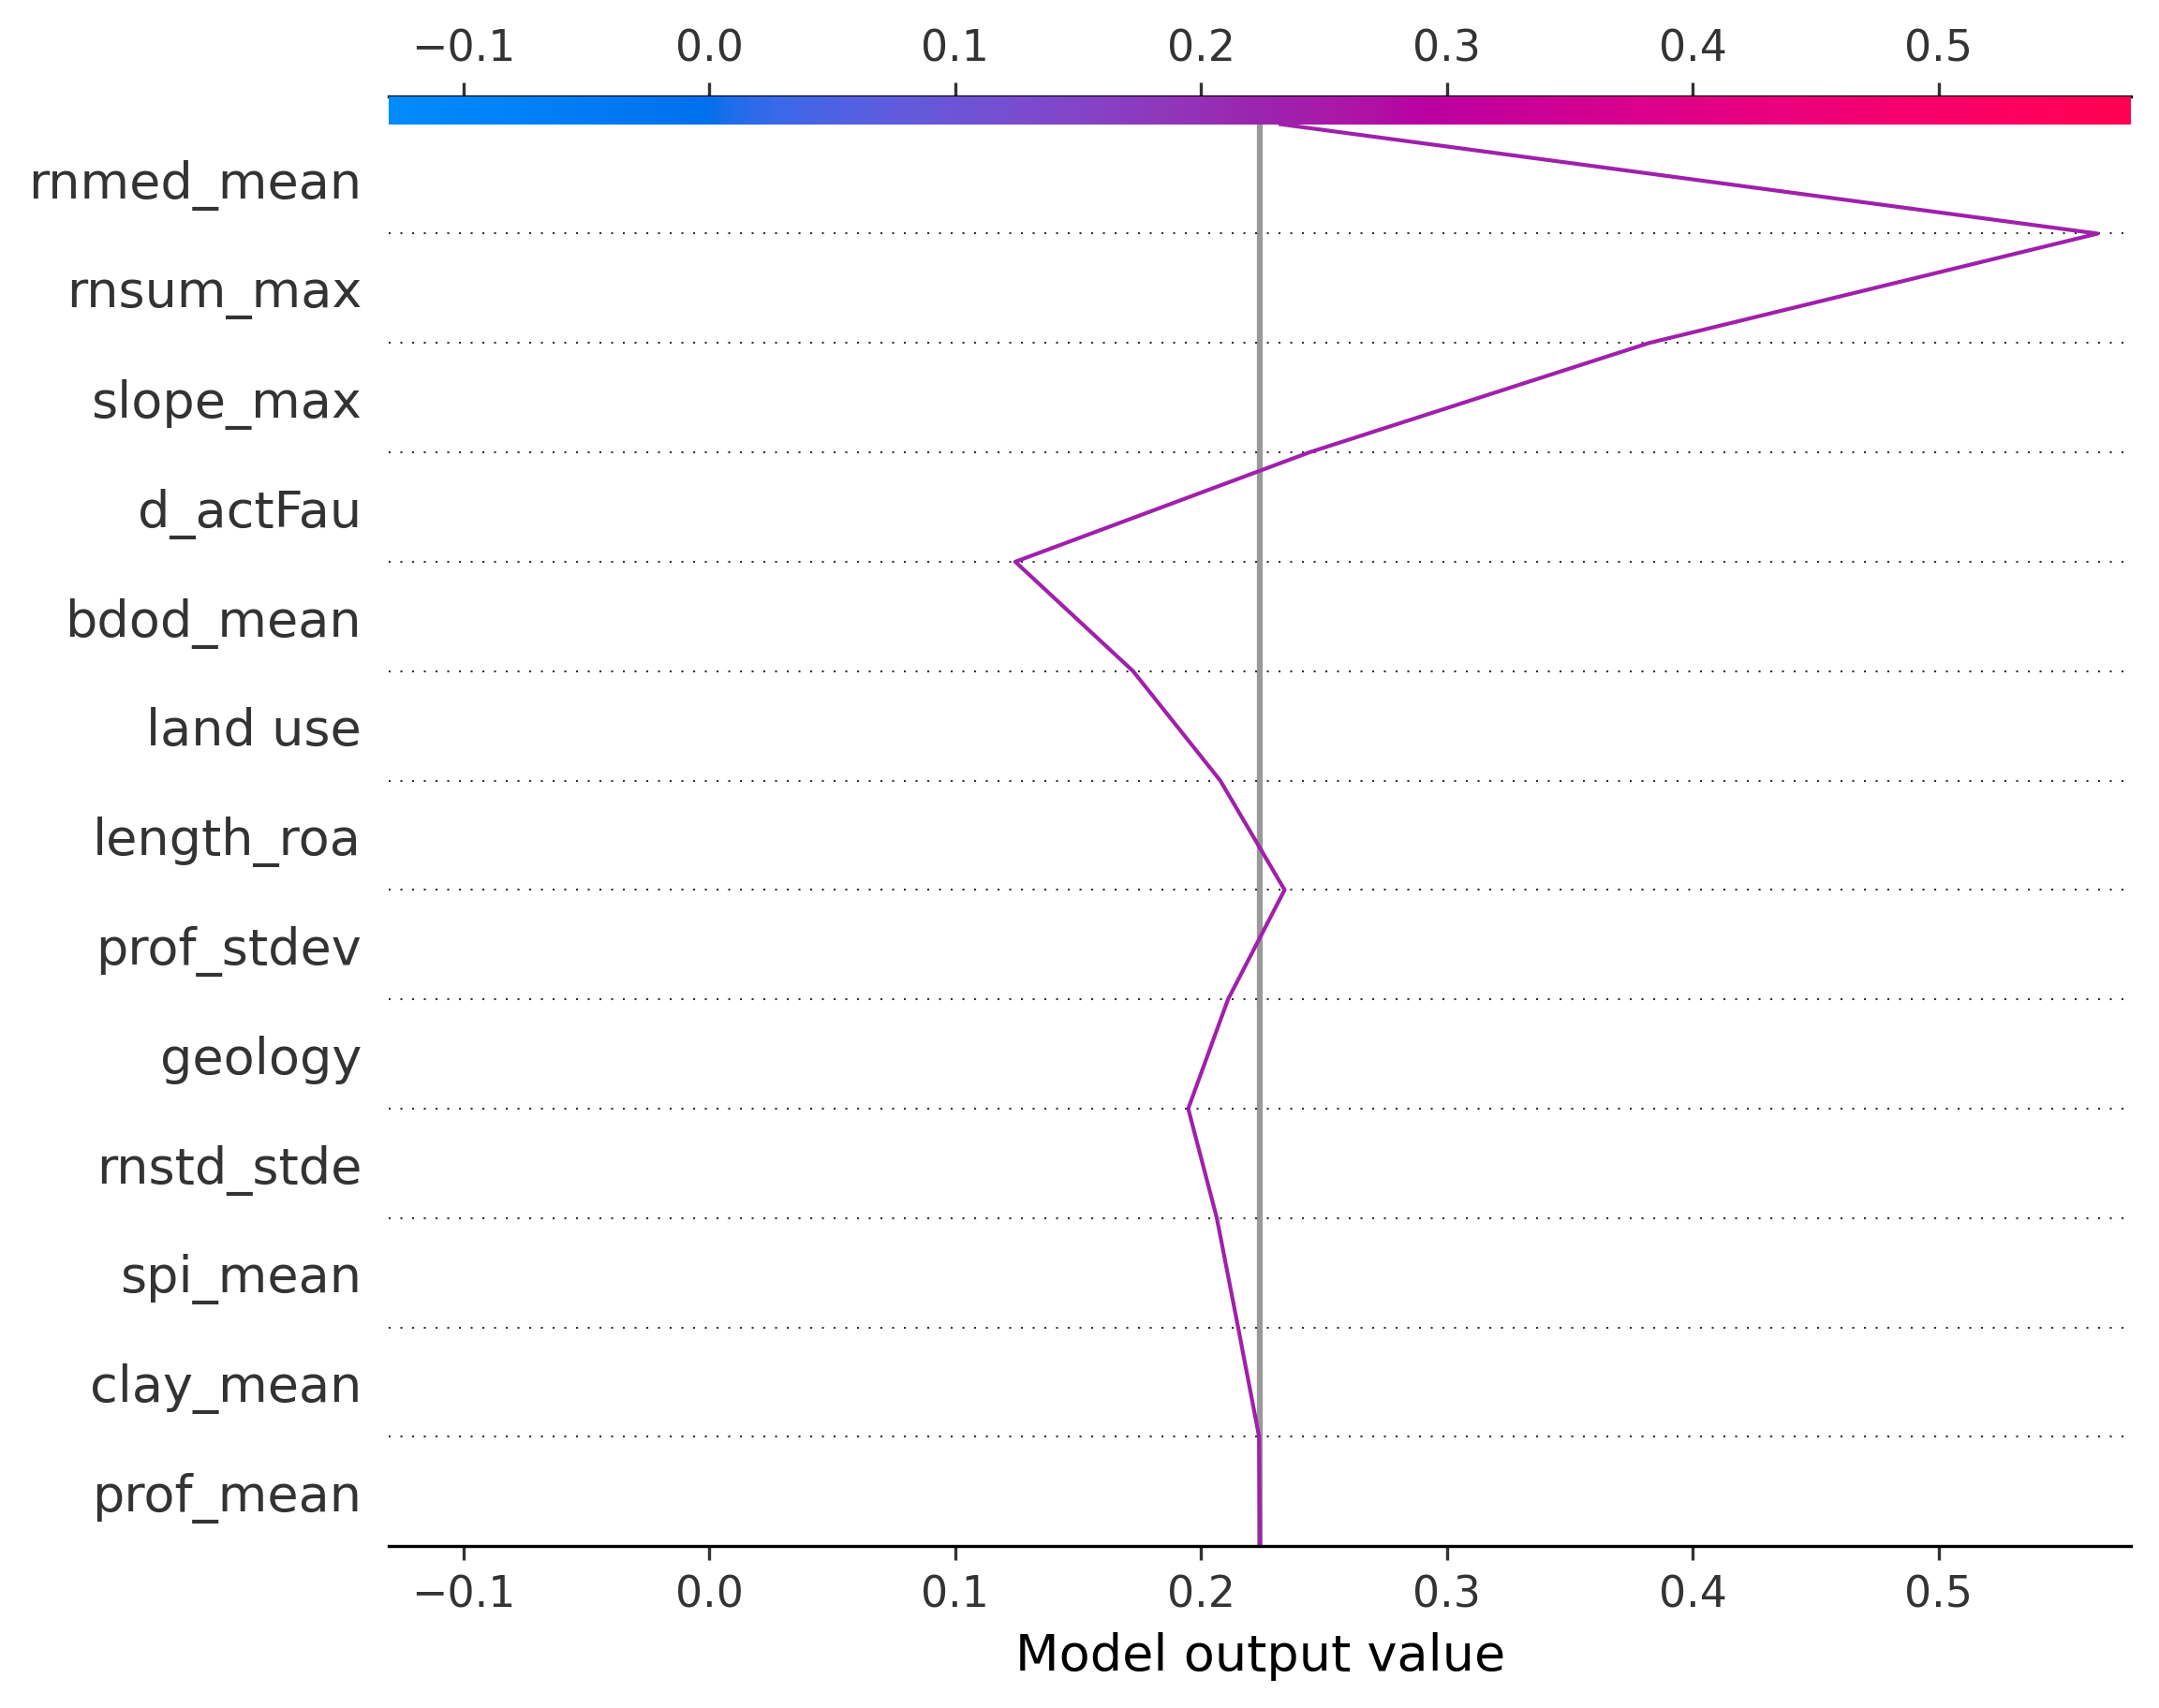 −0.1 0.0 0.1 0.2 0.3 0.4 0.5
rnmed_mean
rnsum_max
slope_max
d_actFau
bdod_mean
land use
length_roa
prof_stdev
geology
rnstd_stde
spi_mean
clay_mean
prof_mean
−0.1 0.0 0.1 0.2 0.3 0.4 0.5
Model output value